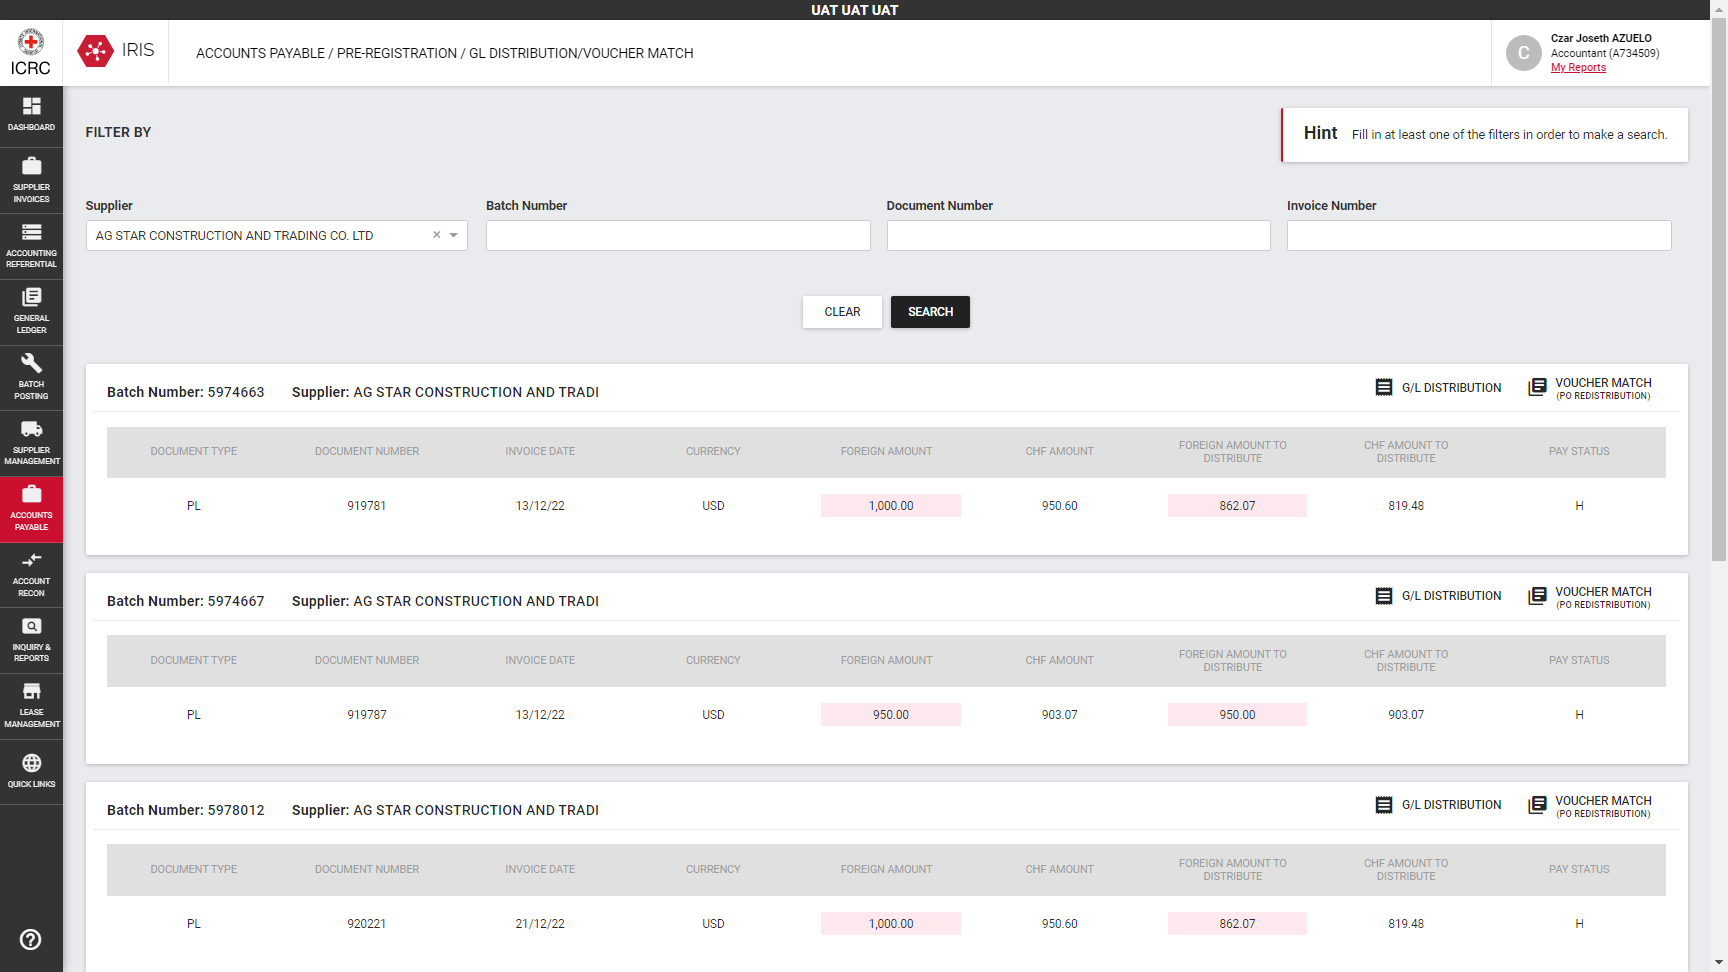 UAT UAT UAT
ICRC
IRIS
ACCOUNTS PAYABLE / PRE-REGISTRATION / GL DISTRIBUTION/VOUCHER MATCH
C
Czar Joseth AZUELO
Accountant (A734509)
My Reports
DASHBOARD
SUPPLIER
INVOICES
ACCOUNTING
REFERENTIAL
GENERAL
LEDGER
BATCH
POSTING
SUPPLIER
MANAGEMENT
ACCOUNTS
PAYABLE
ACCOUNT
RECON
INQUIRY &
REPORTS
LEASE
MANAGEMENT
QUICK LINKS
FILTER BY
Hint Fill in at least one of the filters in order to make a search.
Supplier Batch Number Document Number Invoice Number
AG STAR CONSTRUCTION AND TRADING CO. LTD ×
CLEAR SEARCH
Batch Number: 5974663 Supplier: AG STAR CONSTRUCTION AND TRADI
G/L DISTRIBUTION VOUCHER MATCH
(PO REDISTRIBUTION)
DOCUMENT TYPE DOCUMENT NUMBER INVOICE DATE CURRENCY FOREIGN AMOUNT CHF AMOUNT FOREIGN AMOUNT TO DISTRIBUTE CHF AMOUNT TO DISTRIBUTE PAY STATUS
PL 919781 13/12/22 USD 1,000.00 950.60 862.07 819.48 H
Batch Number: 5974667 Supplier: AG STAR CONSTRUCTION AND TRADI
G/L DISTRIBUTION VOUCHER MATCH
(PO REDISTRIBUTION)
DOCUMENT TYPE DOCUMENT NUMBER INVOICE DATE CURRENCY FOREIGN AMOUNT CHF AMOUNT FOREIGN AMOUNT TO DISTRIBUTE CHF AMOUNT TO DISTRIBUTE PAY STATUS
PL 919787 13/12/22 USD 950.00 903.07 950.00 903.07 H
Batch Number: 5978012 Supplier: AG STAR CONSTRUCTION AND TRADI
G/L DISTRIBUTION VOUCHER MATCH
(PO REDISTRIBUTION)
DOCUMENT TYPE DOCUMENT NUMBER INVOICE DATE CURRENCY FOREIGN AMOUNT CHF AMOUNT FOREIGN AMOUNT TO DISTRIBUTE CHF AMOUNT TO DISTRIBUTE PAY STATUS
PL 920221 21/12/22 USD 1,000.00 950.60 862.07 819.48 H